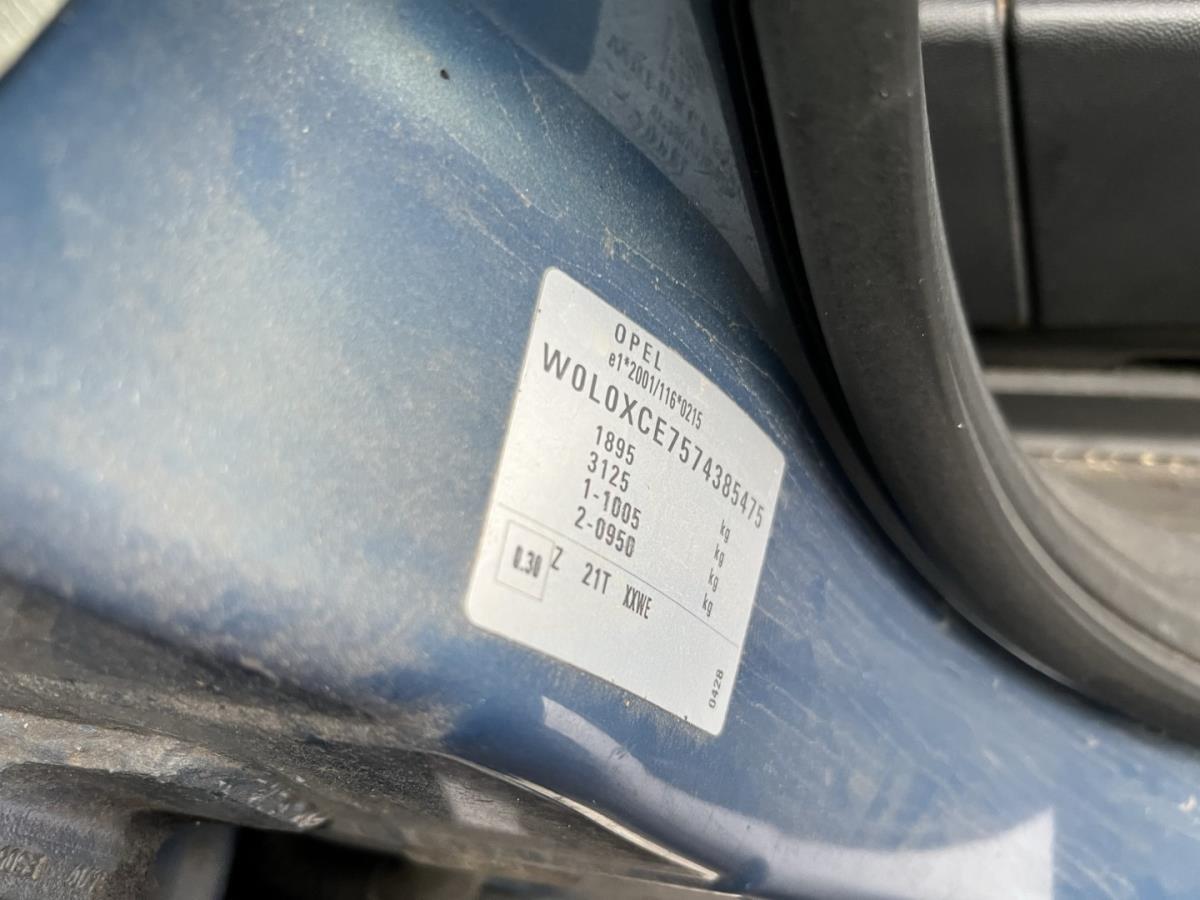 OPEL
e1*2001/116*0215
W0L0XCE7574385475
1895 kg
3125 kg
1-1005 kg
2-0950 kg
0.30 Z 21T XXWE
0428